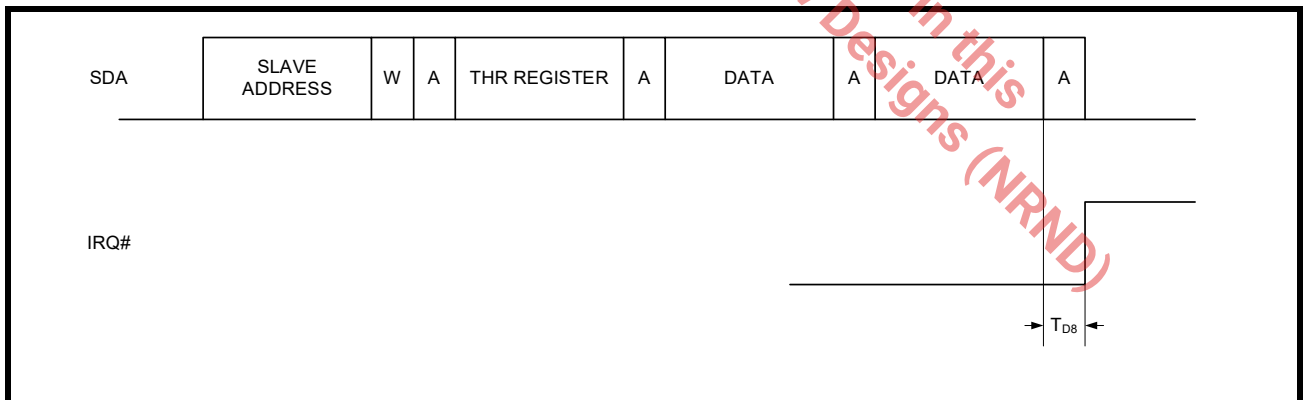 in this
Designs (NRND)
SDA
SLAVE
ADDRESS
W
A
THR REGISTER
A
DATA
A
DATA
A
IRQ#
TD8